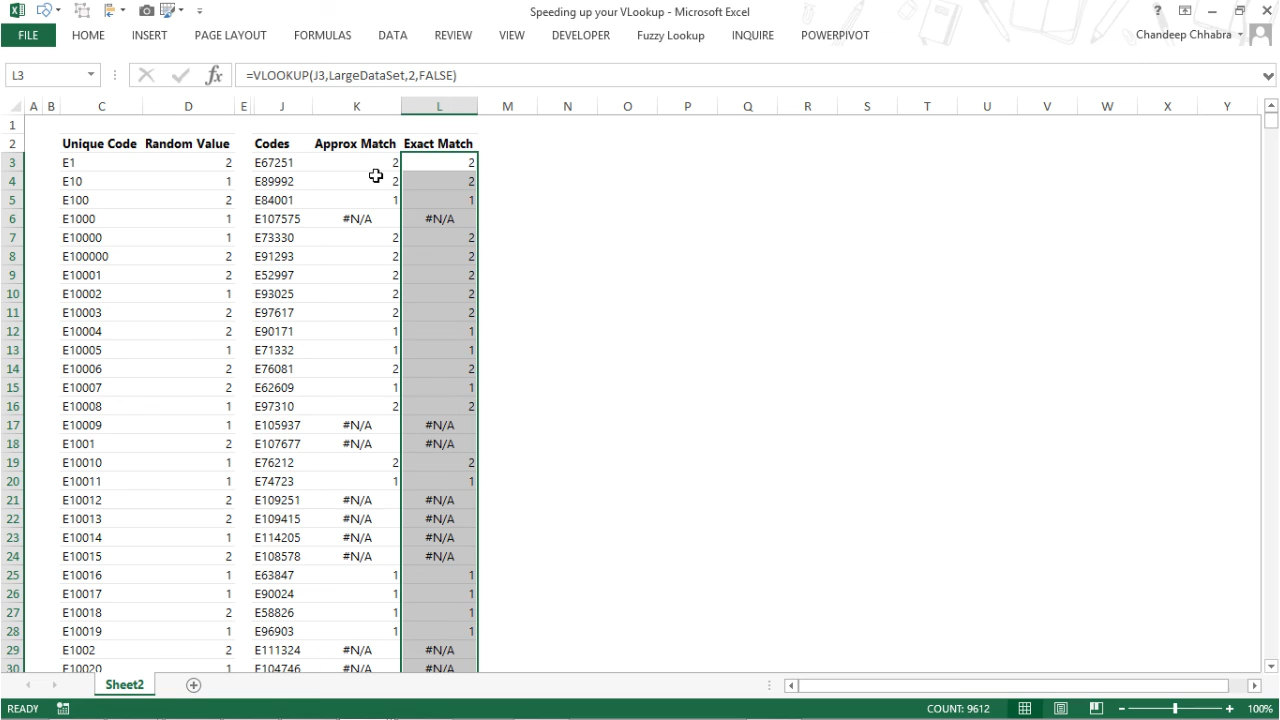 Speeding up your VLookup - Microsoft Excel
FILE HOME INSERT PAGE LAYOUT FORMULAS DATA REVIEW VIEW DEVELOPER Fuzzy Lookup INQUIRE POWERPIVOT Chandeep Chhabra
L3 fx =VLOOKUP(J3,LargeDataSet,2,FALSE)
A B C D E J K L M N O P Q R S T U V W X Y
1
2 Unique Code Random Value Codes Approx Match Exact Match
3 E1 2 E67251 2 2
4 E10 1 E89992 2 2
5 E100 2 E84001 1 1
6 E1000 1 E107575 #N/A #N/A
7 E10000 1 E73330 2 2
8 E100000 2 E91293 2 2
9 E10001 2 E52997 2 2
10 E10002 1 E93025 2 2
11 E10003 2 E97617 2 2
12 E10004 2 E90171 1 1
13 E10005 1 E71332 1 1
14 E10006 2 E76081 2 2
15 E10007 2 E62609 1 1
16 E10008 1 E97310 2 2
17 E10009 1 E105937 #N/A #N/A
18 E1001 2 E107677 #N/A #N/A
19 E10010 1 E76212 2 2
20 E10011 1 E74723 1 1
21 E10012 2 E109251 #N/A #N/A
22 E10013 2 E109415 #N/A #N/A
23 E10014 1 E114205 #N/A #N/A
24 E10015 2 E108578 #N/A #N/A
25 E10016 1 E63847 1 1
26 E10017 1 E90024 1 1
27 E10018 2 E58826 1 1
28 E10019 1 E96903 1 1
29 E1002 2 E111324 #N/A #N/A
30 E10020 1 E104746 #N/A #N/A
Sheet2
READY COUNT: 9612 100%